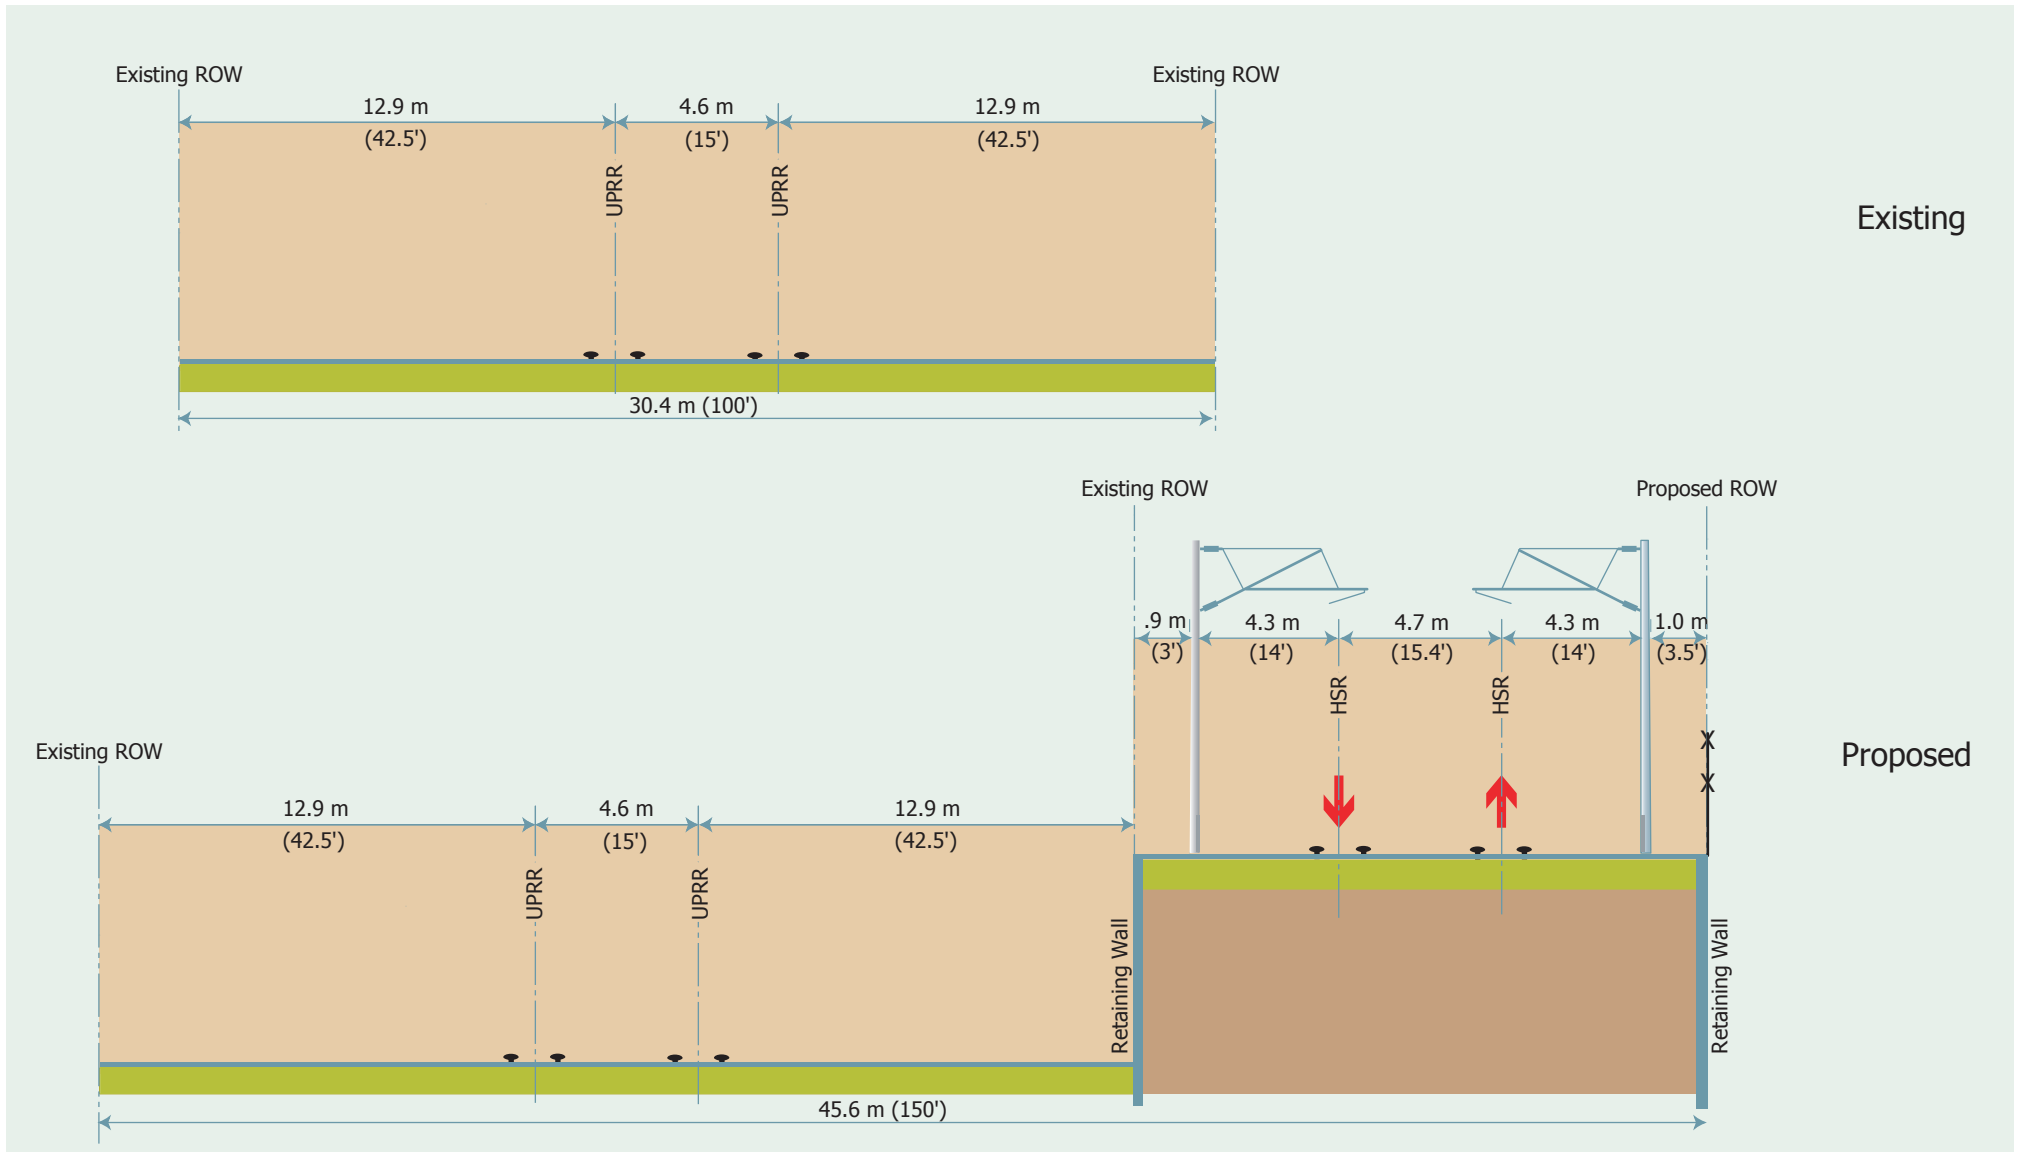 Existing ROW
Existing ROW
12.9 m
4.6 m
12.9 m
(42.5')
(15')
(42.5')
UPRR
UPRR
Existing
30.4 m (100')
Existing ROW
Proposed ROW
.9 m
4.3 m
4.7 m
4.3 m
1.0 m
(3')
(14')
(15.4')
(14')
(3.5')
HSR
HSR
X
X
Proposed
Existing ROW
12.9 m
4.6 m
12.9 m
(42.5')
(15')
(42.5')
UPRR
UPRR
Retaining Wall
Retaining Wall
45.6 m (150')